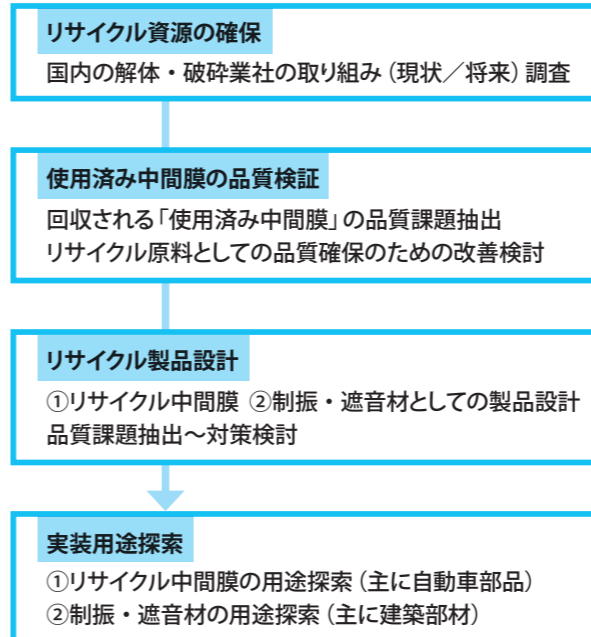 リサイクル資源の確保
国内の解体・破砕業社の取り組み（現状／将来）調査
使用済み中間膜の品質検証
回収される「使用済み中間膜」の品質課題抽出
リサイクル原料としての品質確保のための改善検討
リサイクル製品設計
①リサイクル中間膜 ②制振・遮音材としての製品設計
品質課題抽出～対策検討
実装用途探索
①リサイクル中間膜の用途探索（主に自動車部品）
②制振・遮音材の用途探索（主に建築部材）